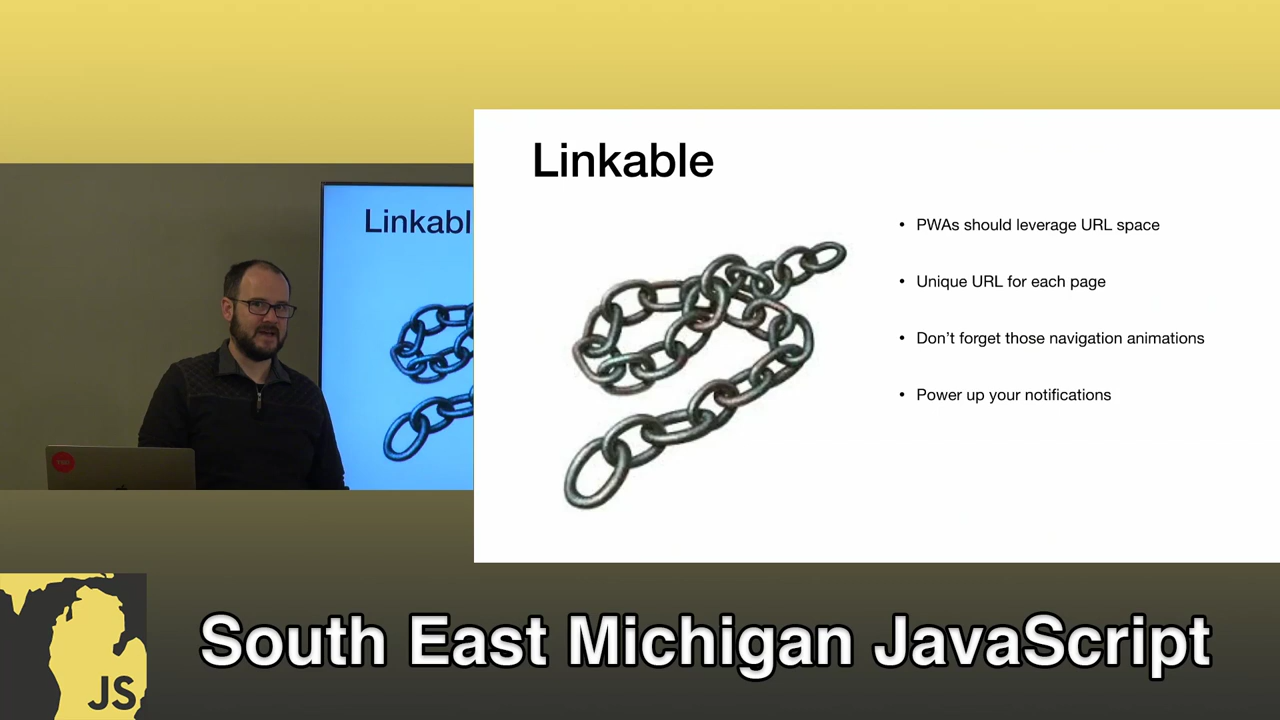 Linkable
• PWAs should leverage URL space
• Unique URL for each page
• Don’t forget those navigation animations
• Power up your notifications
Linkabl
JS
South East Michigan JavaScript